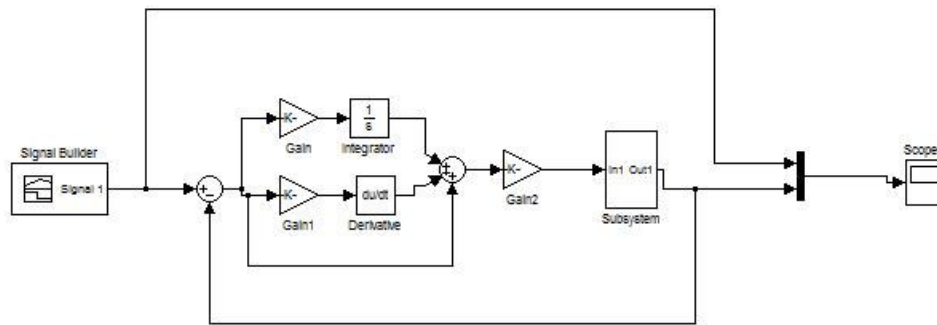 Signal Builder
Signal 1
+
-
K-
Gain
1
s
Integrator
K-
Gain1
du/dt
Derivative
+
+
+
K-
Gain2
In1 Out1
Subsystem
Scope